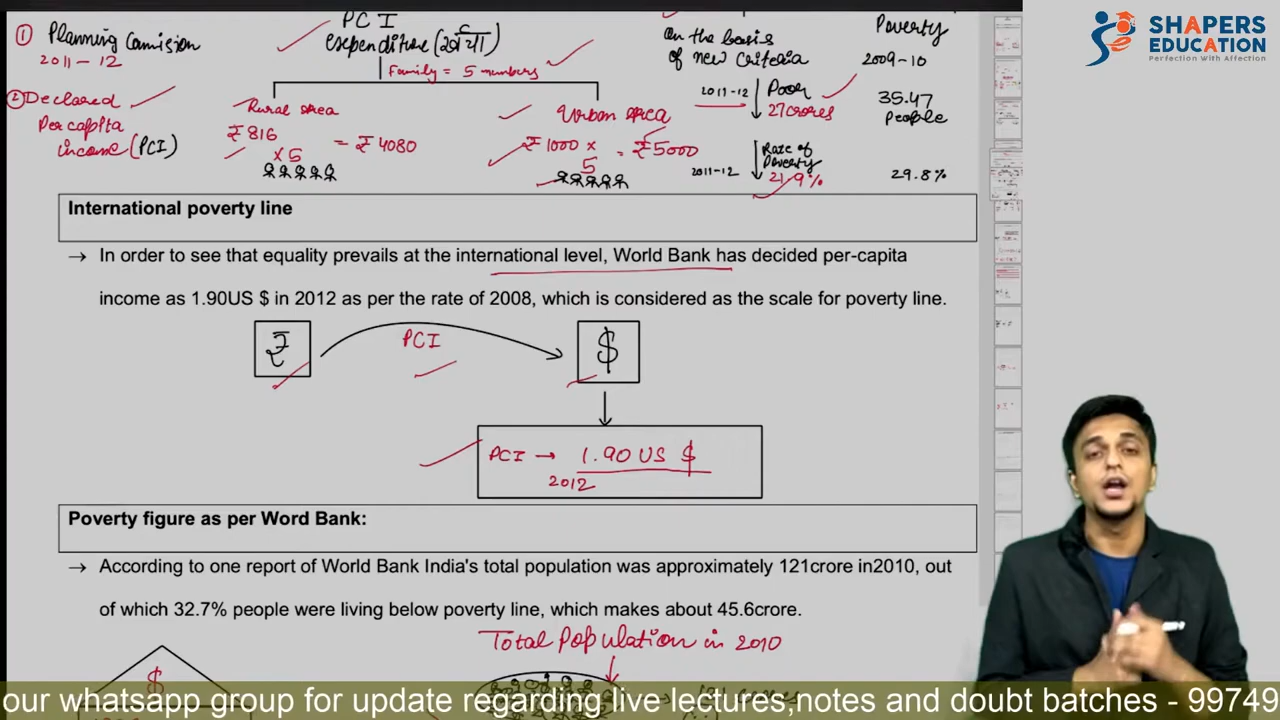 ① Planning Comission
2011-12
② Declared
Per capita
income (PCI)
PCI
expenditure
Family = 5 numbers
Rural area
₹ 816
× 5
= ₹ 4080
Urban area
₹ 1000 ×
5
= ₹ 5000
on the basis
of new criteria
2011-12
Poor
27 crores
2011-12
Rate of
Poverty
21.9%
Poverty
2009-10
35.47
People
29.8%
SHAPERS
EDUCATION
Perfection With Affection
International poverty line
→ In order to see that equality prevails at the international level, World Bank has decided per-capita
income as 1.90US $ in 2012 as per the rate of 2008, which is considered as the scale for poverty line.
₹
PCI
$
PCI → 1.90 US $
2012
Poverty figure as per Word Bank:
→ According to one report of World Bank India's total population was approximately 121crore in2010, out
of which 32.7% people were living below poverty line, which makes about 45.6crore.
Total Population in 2010
$
our whatsapp group for update regarding live lectures,notes and doubt batches - 99749